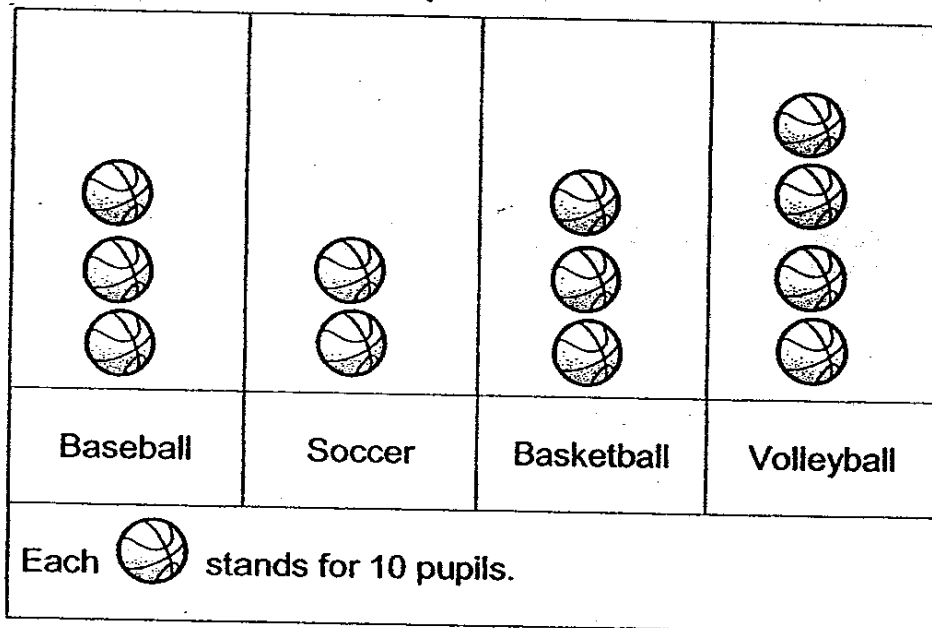 Baseball
Soccer
Basketball
Volleyball
Each stands for 10 pupils.